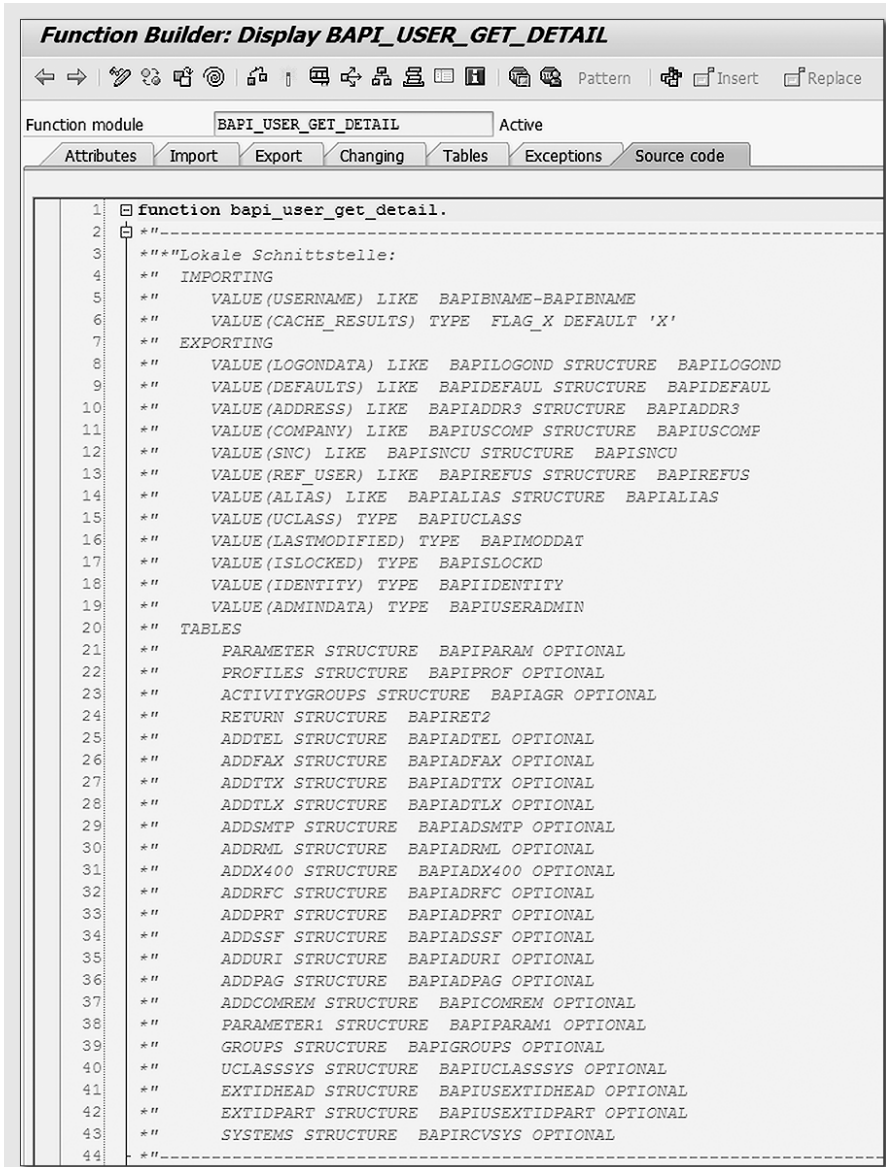 Function Builder: Display BAPI_USER_GET_DETAIL
Pattern Insert Replace
Function module BAPI_USER_GET_DETAIL Active
Attributes Import Export Changing Tables Exceptions Source code
1 function bapi_user_get_detail.
2 *"----------------------------------------------------------------------
3 *"*"Lokale Schnittstelle:
4 *" IMPORTING
5 *" VALUE(USERNAME) LIKE BAPIBNAME-BAPIBNAME
6 *" VALUE(CACHE_RESULTS) TYPE FLAG_X DEFAULT 'X'
7 *" EXPORTING
8 *" VALUE(LOGONDATA) LIKE BAPILOGOND STRUCTURE BAPILOGOND
9 *" VALUE(DEFAULTS) LIKE BAPIDEFAUL STRUCTURE BAPIDEFAUL
10 *" VALUE(ADDRESS) LIKE BAPIADDR3 STRUCTURE BAPIADDR3
11 *" VALUE(COMPANY) LIKE BAPIUSCOMP STRUCTURE BAPIUSCOMP
12 *" VALUE(SNC) LIKE BAPISNCU STRUCTURE BAPISNCU
13 *" VALUE(REF_USER) LIKE BAPIREFUS STRUCTURE BAPIREFUS
14 *" VALUE(ALIAS) LIKE BAPIALIAS STRUCTURE BAPIALIAS
15 *" VALUE(UCLASS) TYPE BAPIUCLASS
16 *" VALUE(LASTMODIFIED) TYPE BAPIMODDAT
17 *" VALUE(ISLOCKED) TYPE BAPISLOCKD
18 *" VALUE(IDENTITY) TYPE BAPIIDENTITY
19 *" VALUE(ADMINDATA) TYPE BAPIUSERADMIN
20 *" TABLES
21 *" PARAMETER STRUCTURE BAPIPARAM OPTIONAL
22 *" PROFILES STRUCTURE BAPIPROF OPTIONAL
23 *" ACTIVITYGROUPS STRUCTURE BAPIAGR OPTIONAL
24 *" RETURN STRUCTURE BAPIRET2
25 *" ADDTEL STRUCTURE BAPIADTEL OPTIONAL
26 *" ADDFAX STRUCTURE BAPIADFAX OPTIONAL
27 *" ADDTTX STRUCTURE BAPIADTTX OPTIONAL
28 *" ADDTLX STRUCTURE BAPIADTLX OPTIONAL
29 *" ADDSMTP STRUCTURE BAPIADSMTP OPTIONAL
30 *" ADDRML STRUCTURE BAPIADRML OPTIONAL
31 *" ADDX400 STRUCTURE BAPIADX400 OPTIONAL
32 *" ADDRFC STRUCTURE BAPIADRFC OPTIONAL
33 *" ADDPRT STRUCTURE BAPIADPRT OPTIONAL
34 *" ADDSSF STRUCTURE BAPIADSSF OPTIONAL
35 *" ADDURI STRUCTURE BAPIADURI OPTIONAL
36 *" ADDPAG STRUCTURE BAPIADPAG OPTIONAL
37 *" ADDCOMREM STRUCTURE BAPICOMREM OPTIONAL
38 *" PARAMETER1 STRUCTURE BAPIPARAM1 OPTIONAL
39 *" GROUPS STRUCTURE BAPIGROUPS OPTIONAL
40 *" UCLASSSYS STRUCTURE BAPIUCLASSSYS OPTIONAL
41 *" EXTIDHEAD STRUCTURE BAPIUSEXTIDHEAD OPTIONAL
42 *" EXTIDPART STRUCTURE BAPIUSEXTIDPART OPTIONAL
43 *" SYSTEMS STRUCTURE BAPIRCVSYS OPTIONAL
44 *"----------------------------------------------------------------------